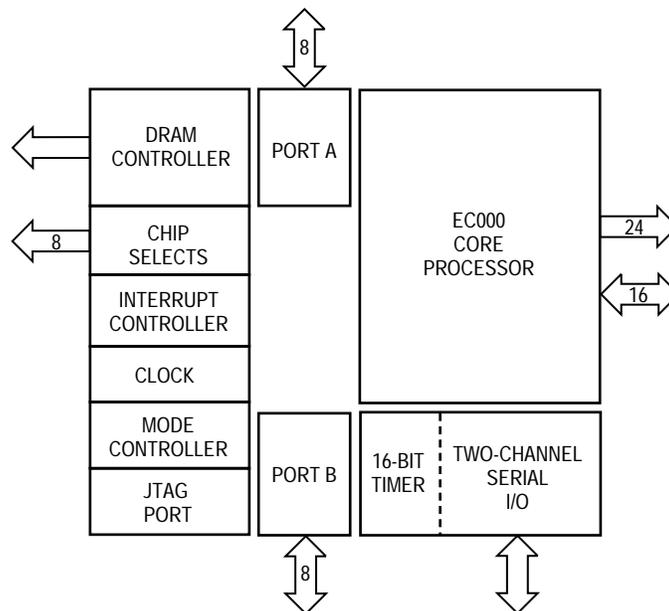 8
DRAM
CONTROLLER
PORT A
EC000
CORE
PROCESSOR
24
16
8
CHIP
SELECTS
INTERRUPT
CONTROLLER
CLOCK
MODE
CONTROLLER
JTAG
PORT
PORT B
8
16-BIT
TIMER
TWO-CHANNEL
SERIAL
I/O